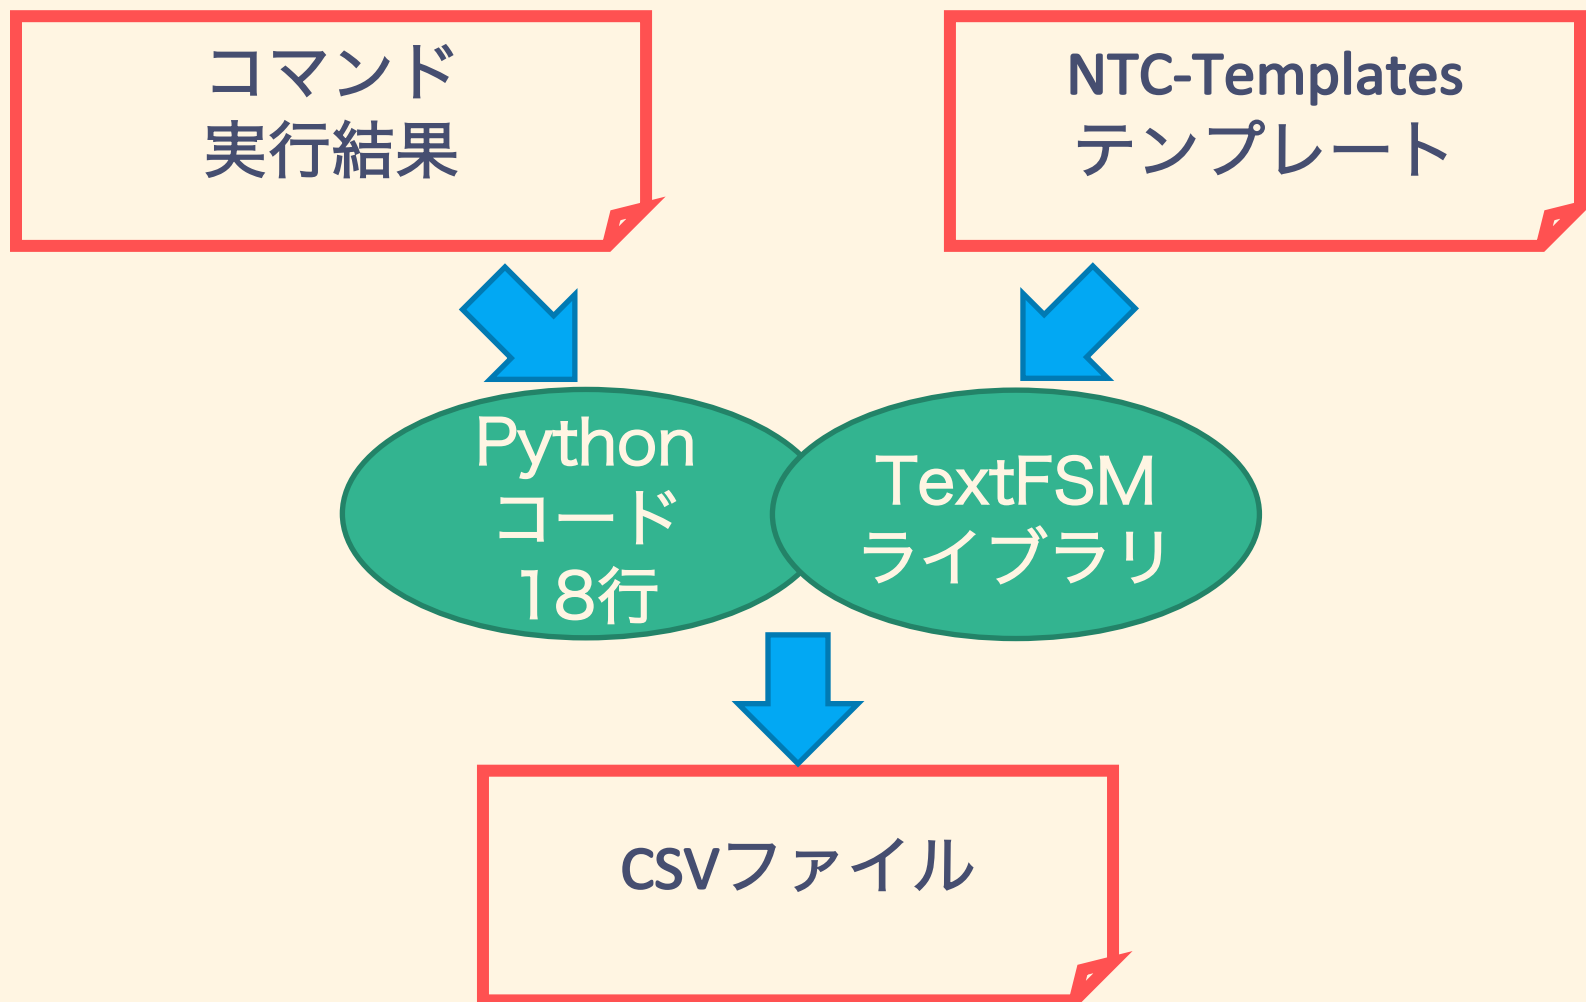 コマンド
実行結果
NTC-Templates
テンプレート
Python
コード
18行
TextFSM
ライブラリ
CSVファイル